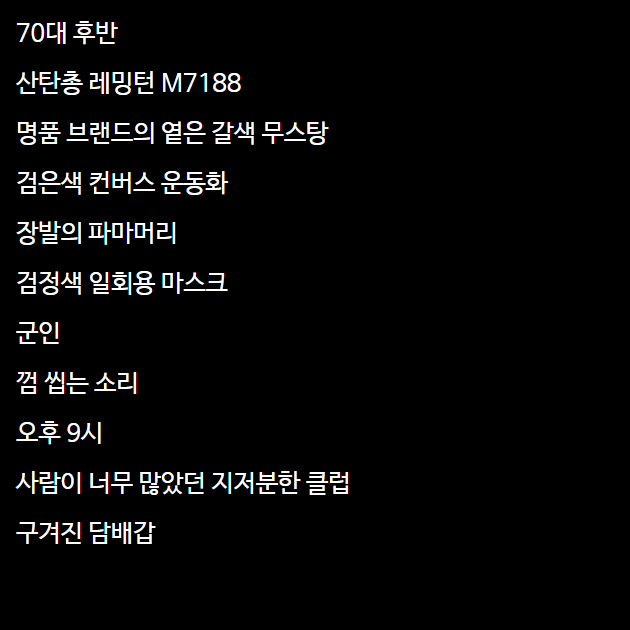 70대 후반
산탄총 레밍턴 M7188
명품 브랜드의 옅은 갈색 무스탕
검은색 컨버스 운동화
장발의 파마머리
검정색 일회용 마스크
군인
껌 씹는 소리
오후 9시
사람이 너무 많았던 지저분한 클럽
구겨진 담배갑